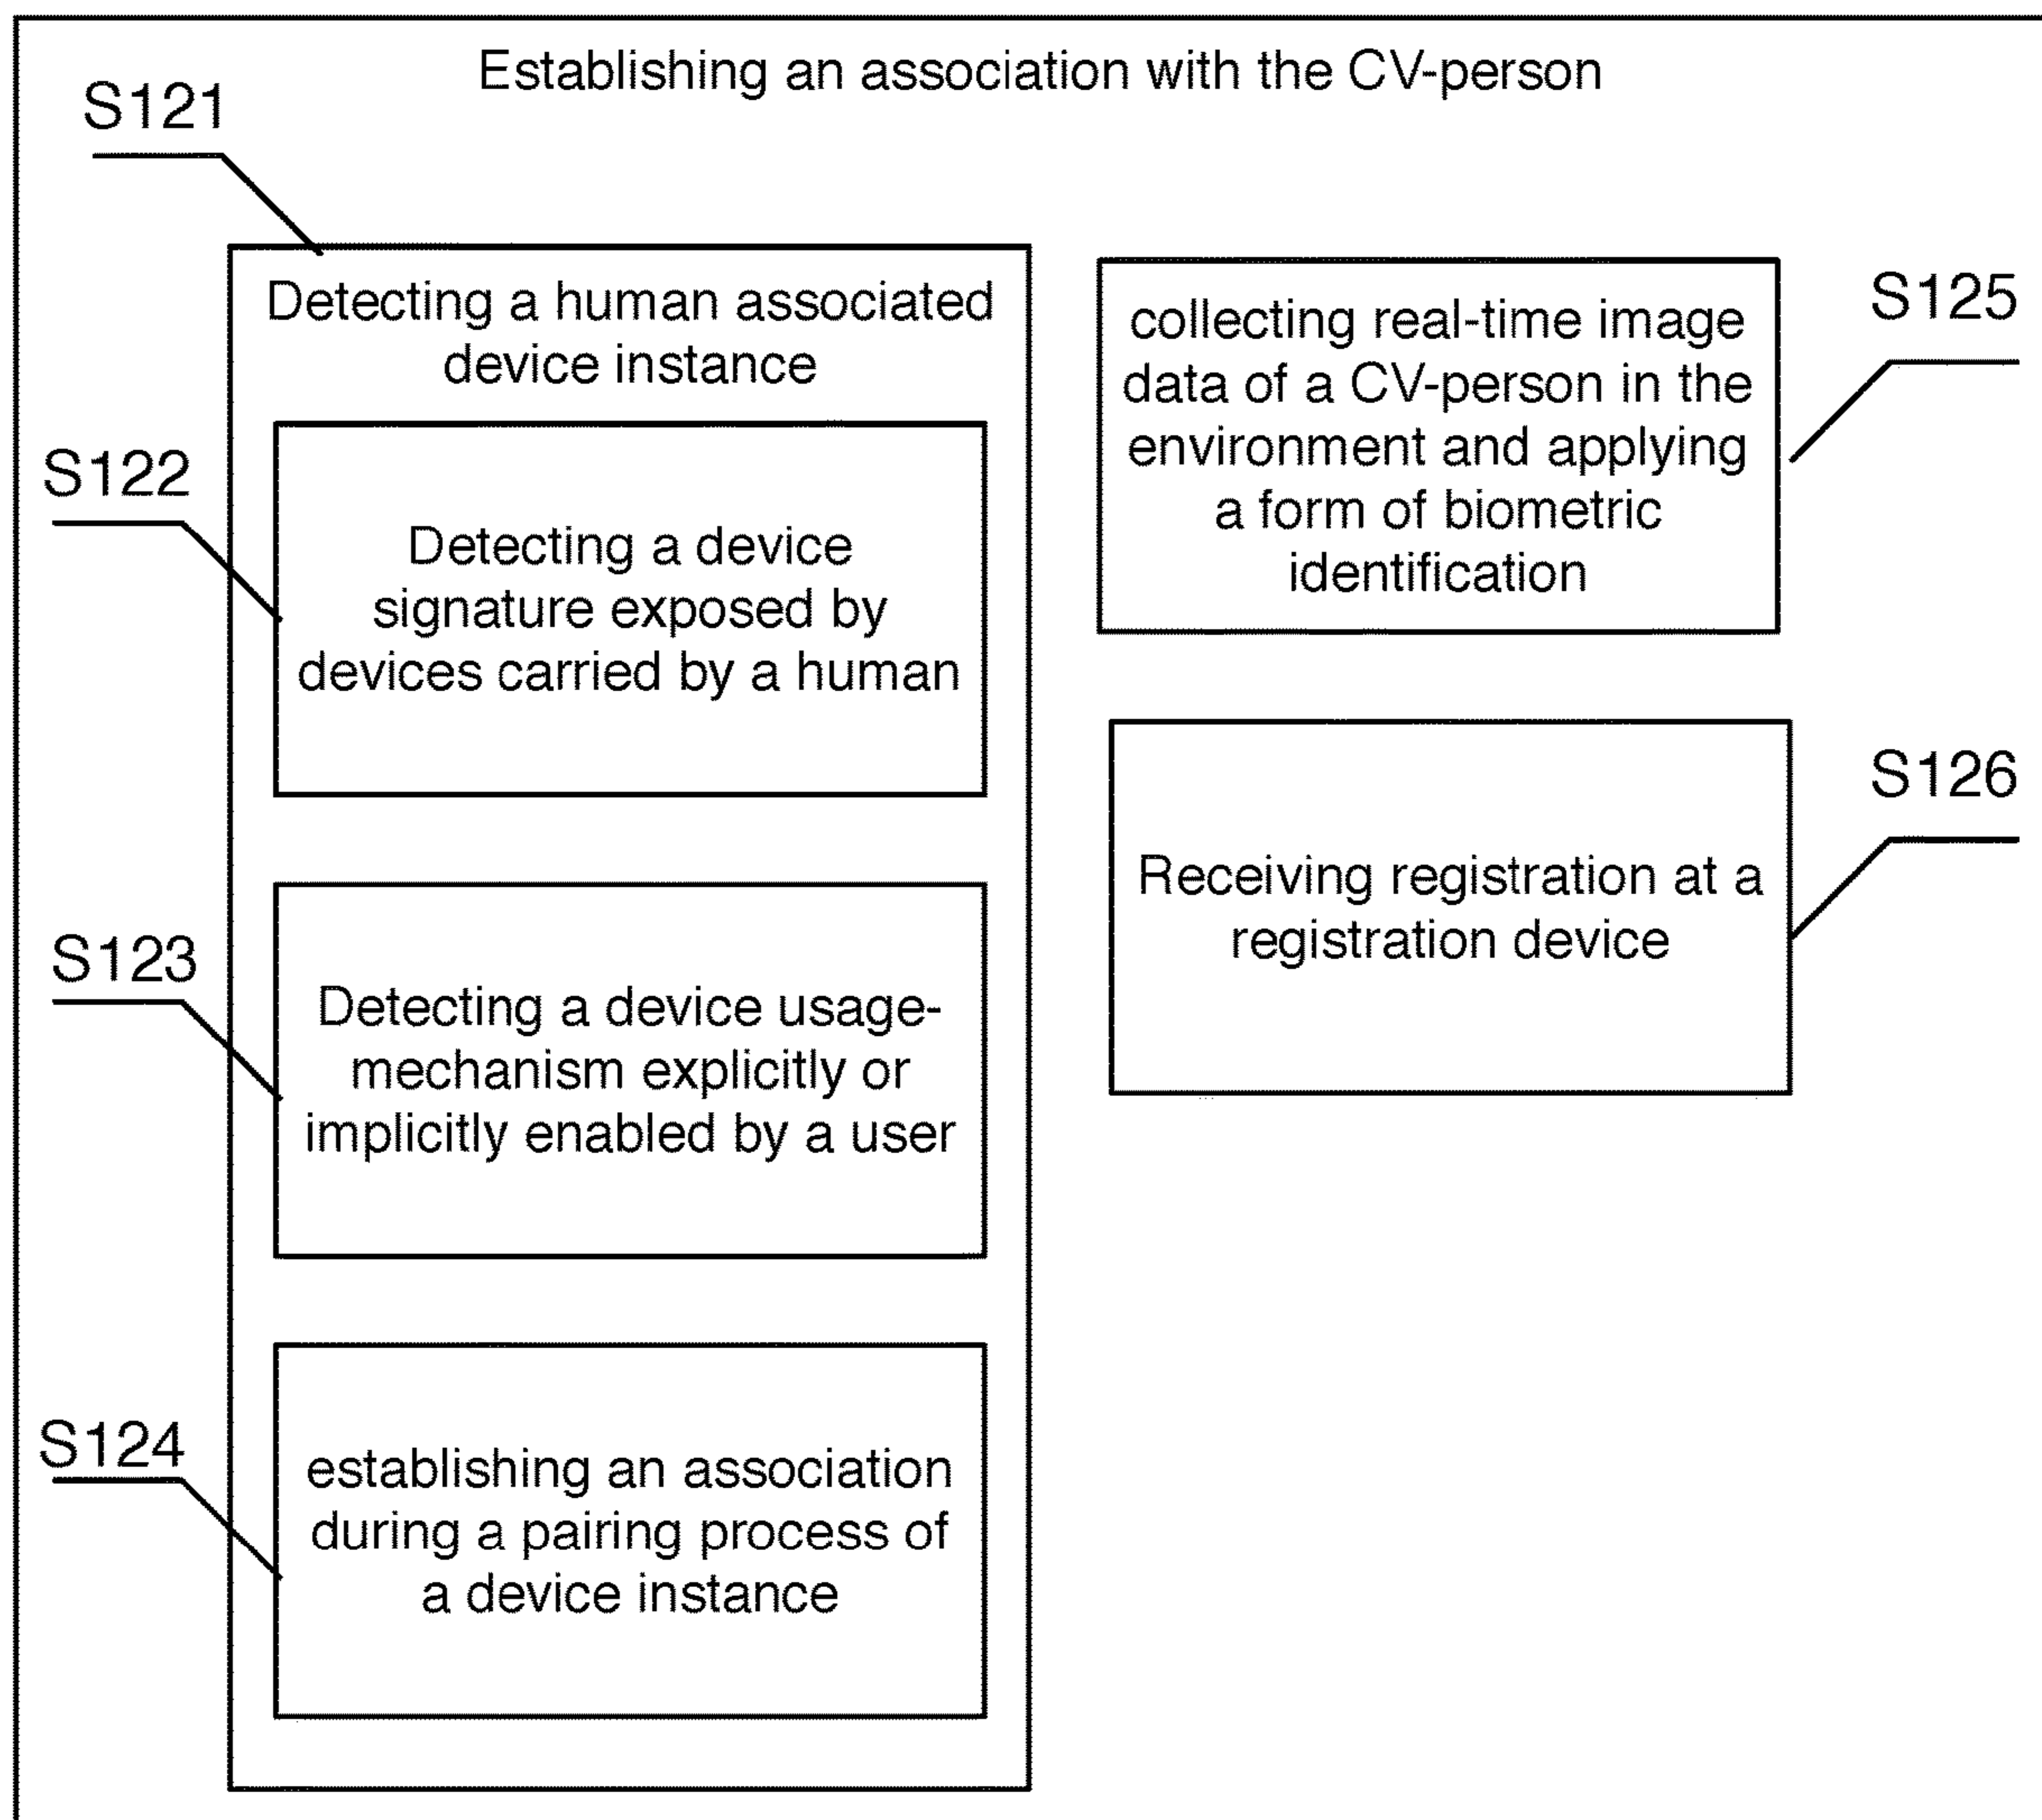 Establishing an association with the CV-person
S121
Detecting a human associated
device instance
S122
Detecting a device
signature exposed by
devices carried by a human
S123
Detecting a device usage-
mechanism explicitly or
implicitly enabled by a user
S124
establishing an association
during a pairing process of
a device instance
S125
collecting real-time image
data of a CV-person in the
environment and applying
a form of biometric
identification
S126
Receiving registration at a
registration device